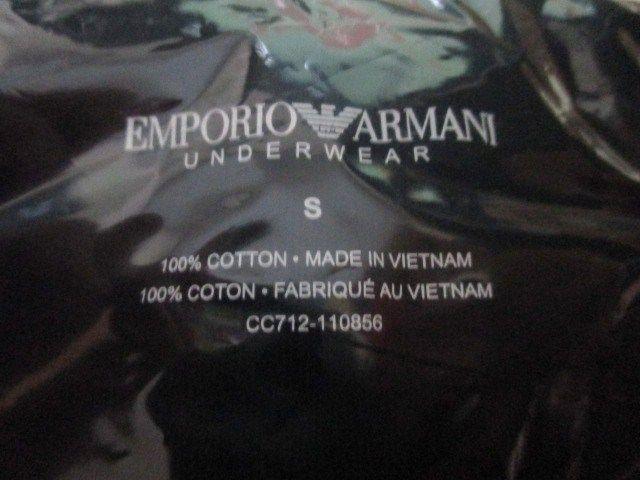 EMPORIO ARMANI
UNDERWEAR
S
100% COTTON • MADE IN VIETNAM
100% COTON • FABRIQUÉ AU VIETNAM
CC712-110856